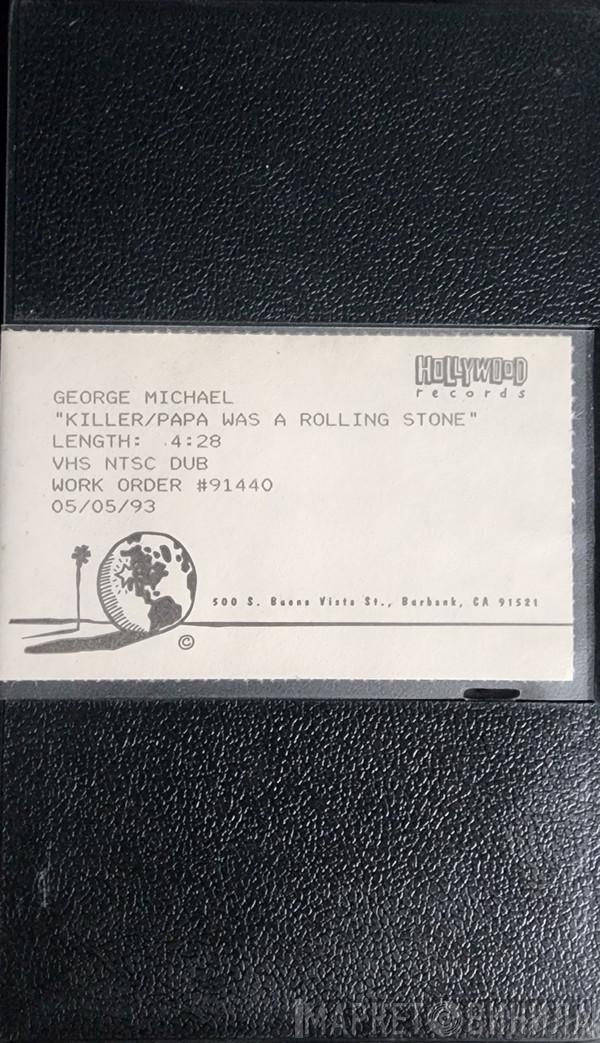 HOLLYWOOD
records
GEORGE MICHAEL
"KILLER/PAPA WAS A ROLLING STONE"
LENGTH: 4:28
VHS NTSC DUB
WORK ORDER #91440
05/05/93
500 S. Buena Vista St., Burbank, CA 91521
©